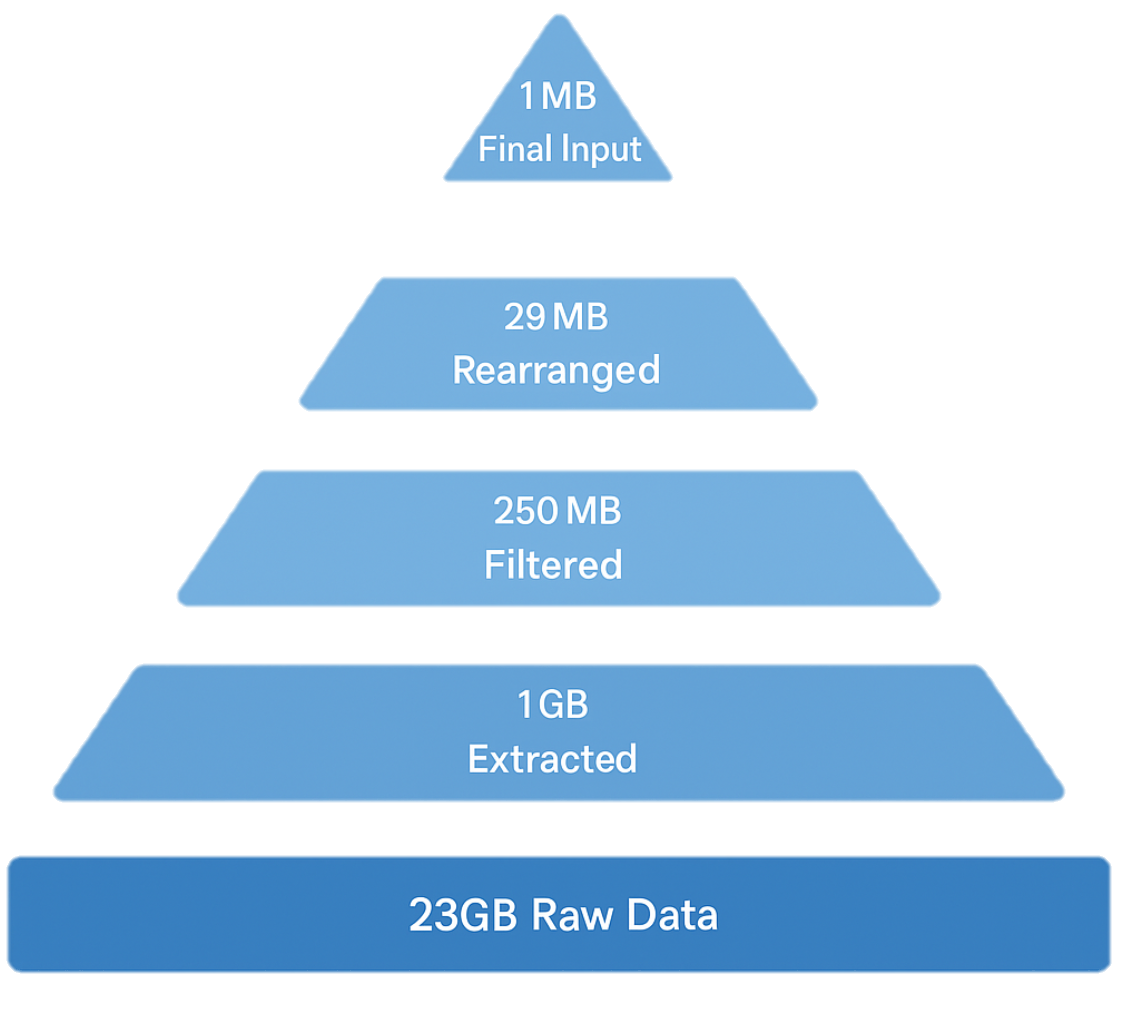 1 MB
Final Input
29 MB
Rearranged
250 MB
Filtered
1 GB
Extracted
23GB Raw Data